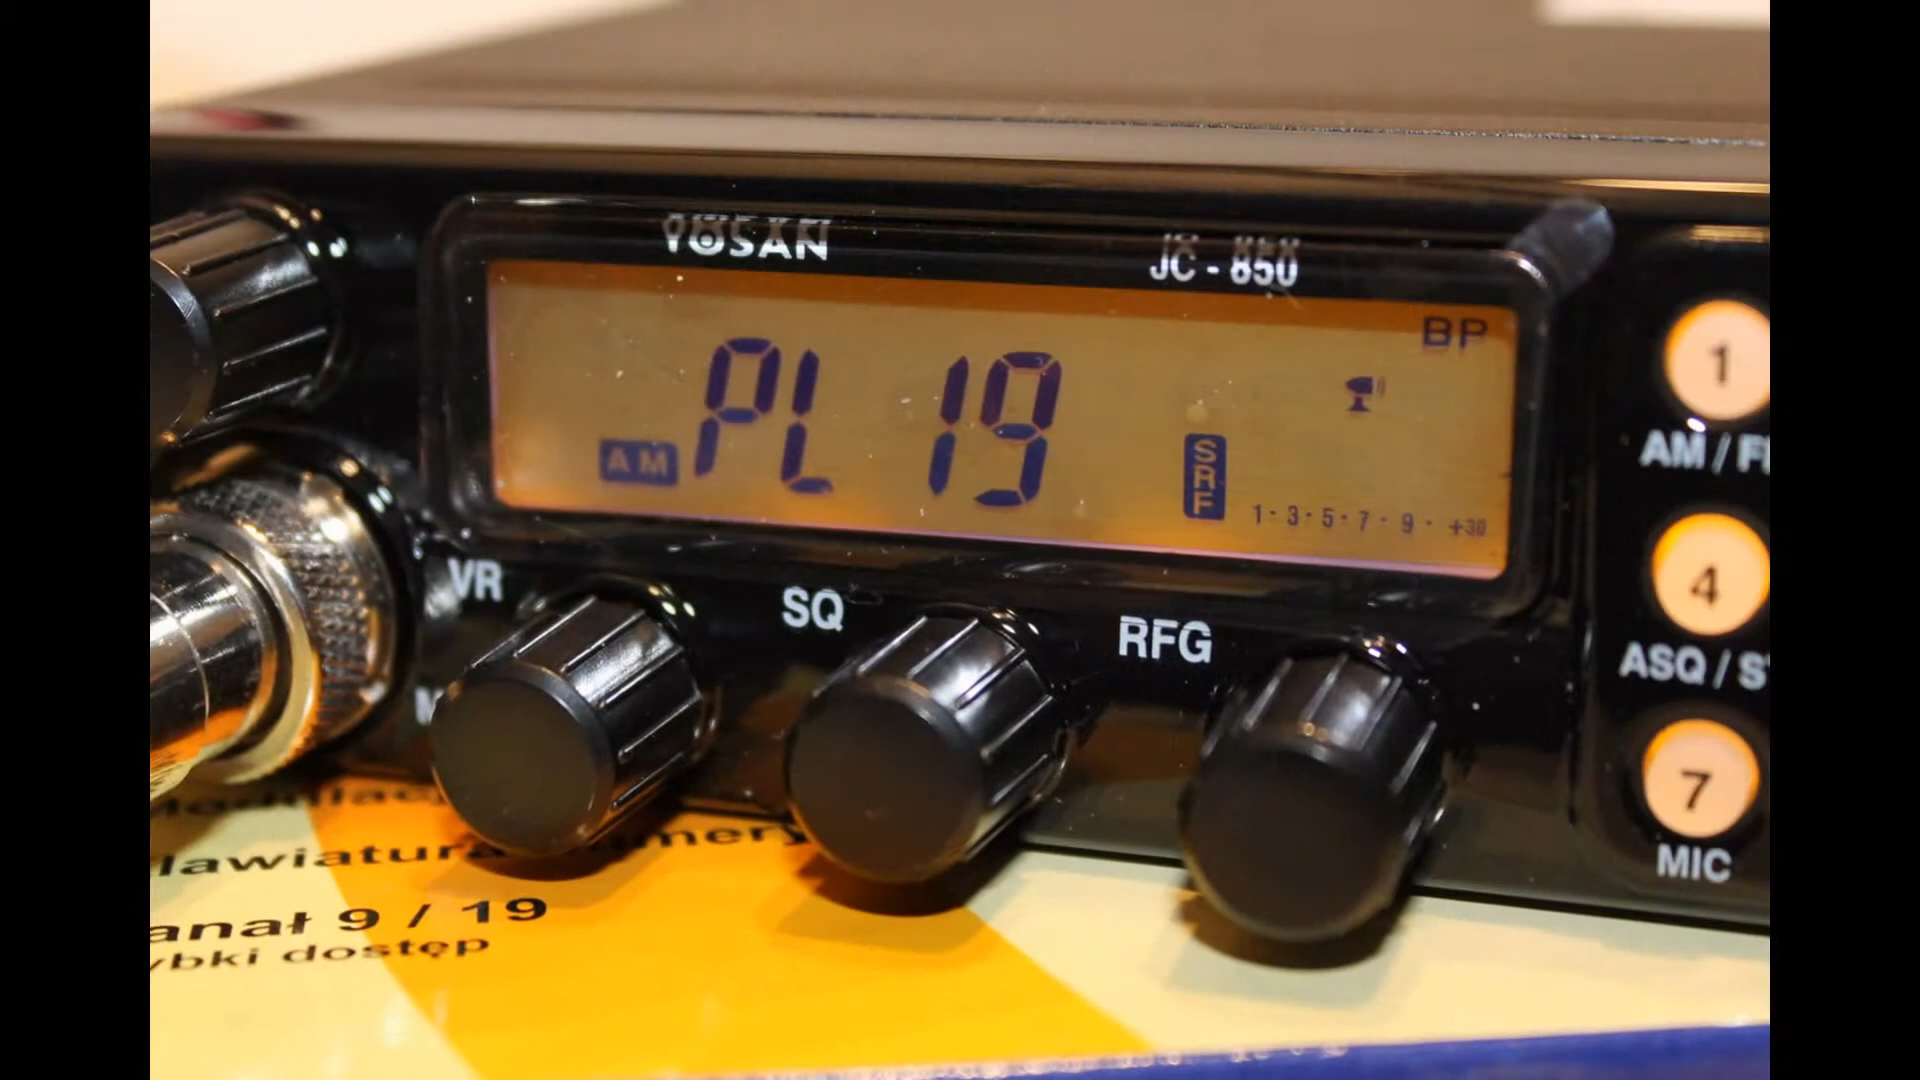 YOSAN JC - 850
BP
PL 19
AM
SRF
1 · 3 · 5 · 7 · 9 · +30
1
AM / F
4
ASQ / S
7
MIC
VR
SQ
RFG
anał 9 / 19
ybki dostęp